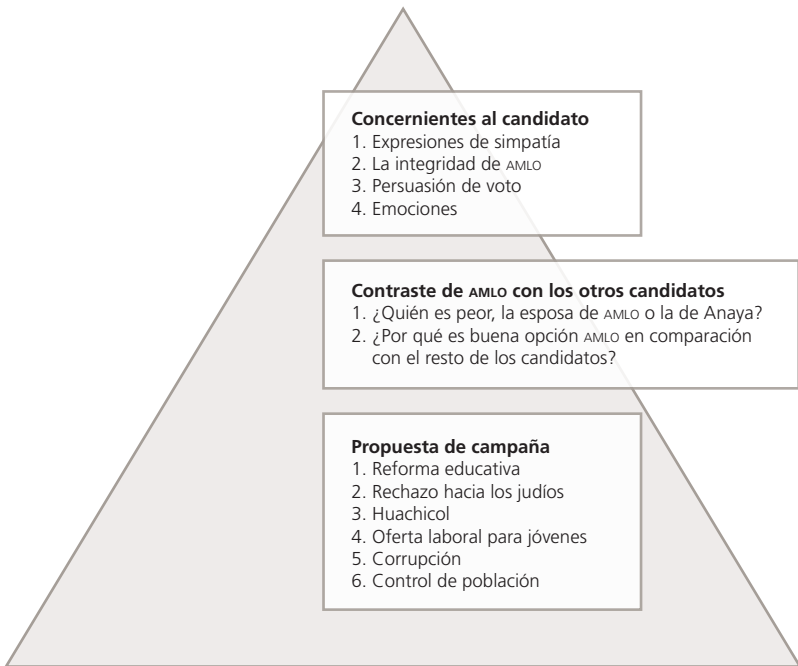 Concernientes al candidato
1. Expresiones de simpatía
2. La integridad de AMLO
3. Persuasión de voto
4. Emociones
Contraste de AMLO con los otros candidatos
1. ¿Quién es peor, la esposa de AMLO o la de Anaya?
2. ¿Por qué es buena opción AMLO en comparación
con el resto de los candidatos?
Propuesta de campaña
1. Reforma educativa
2. Rechazo hacia los judíos
3. Huachicol
4. Oferta laboral para jóvenes
5. Corrupción
6. Control de población